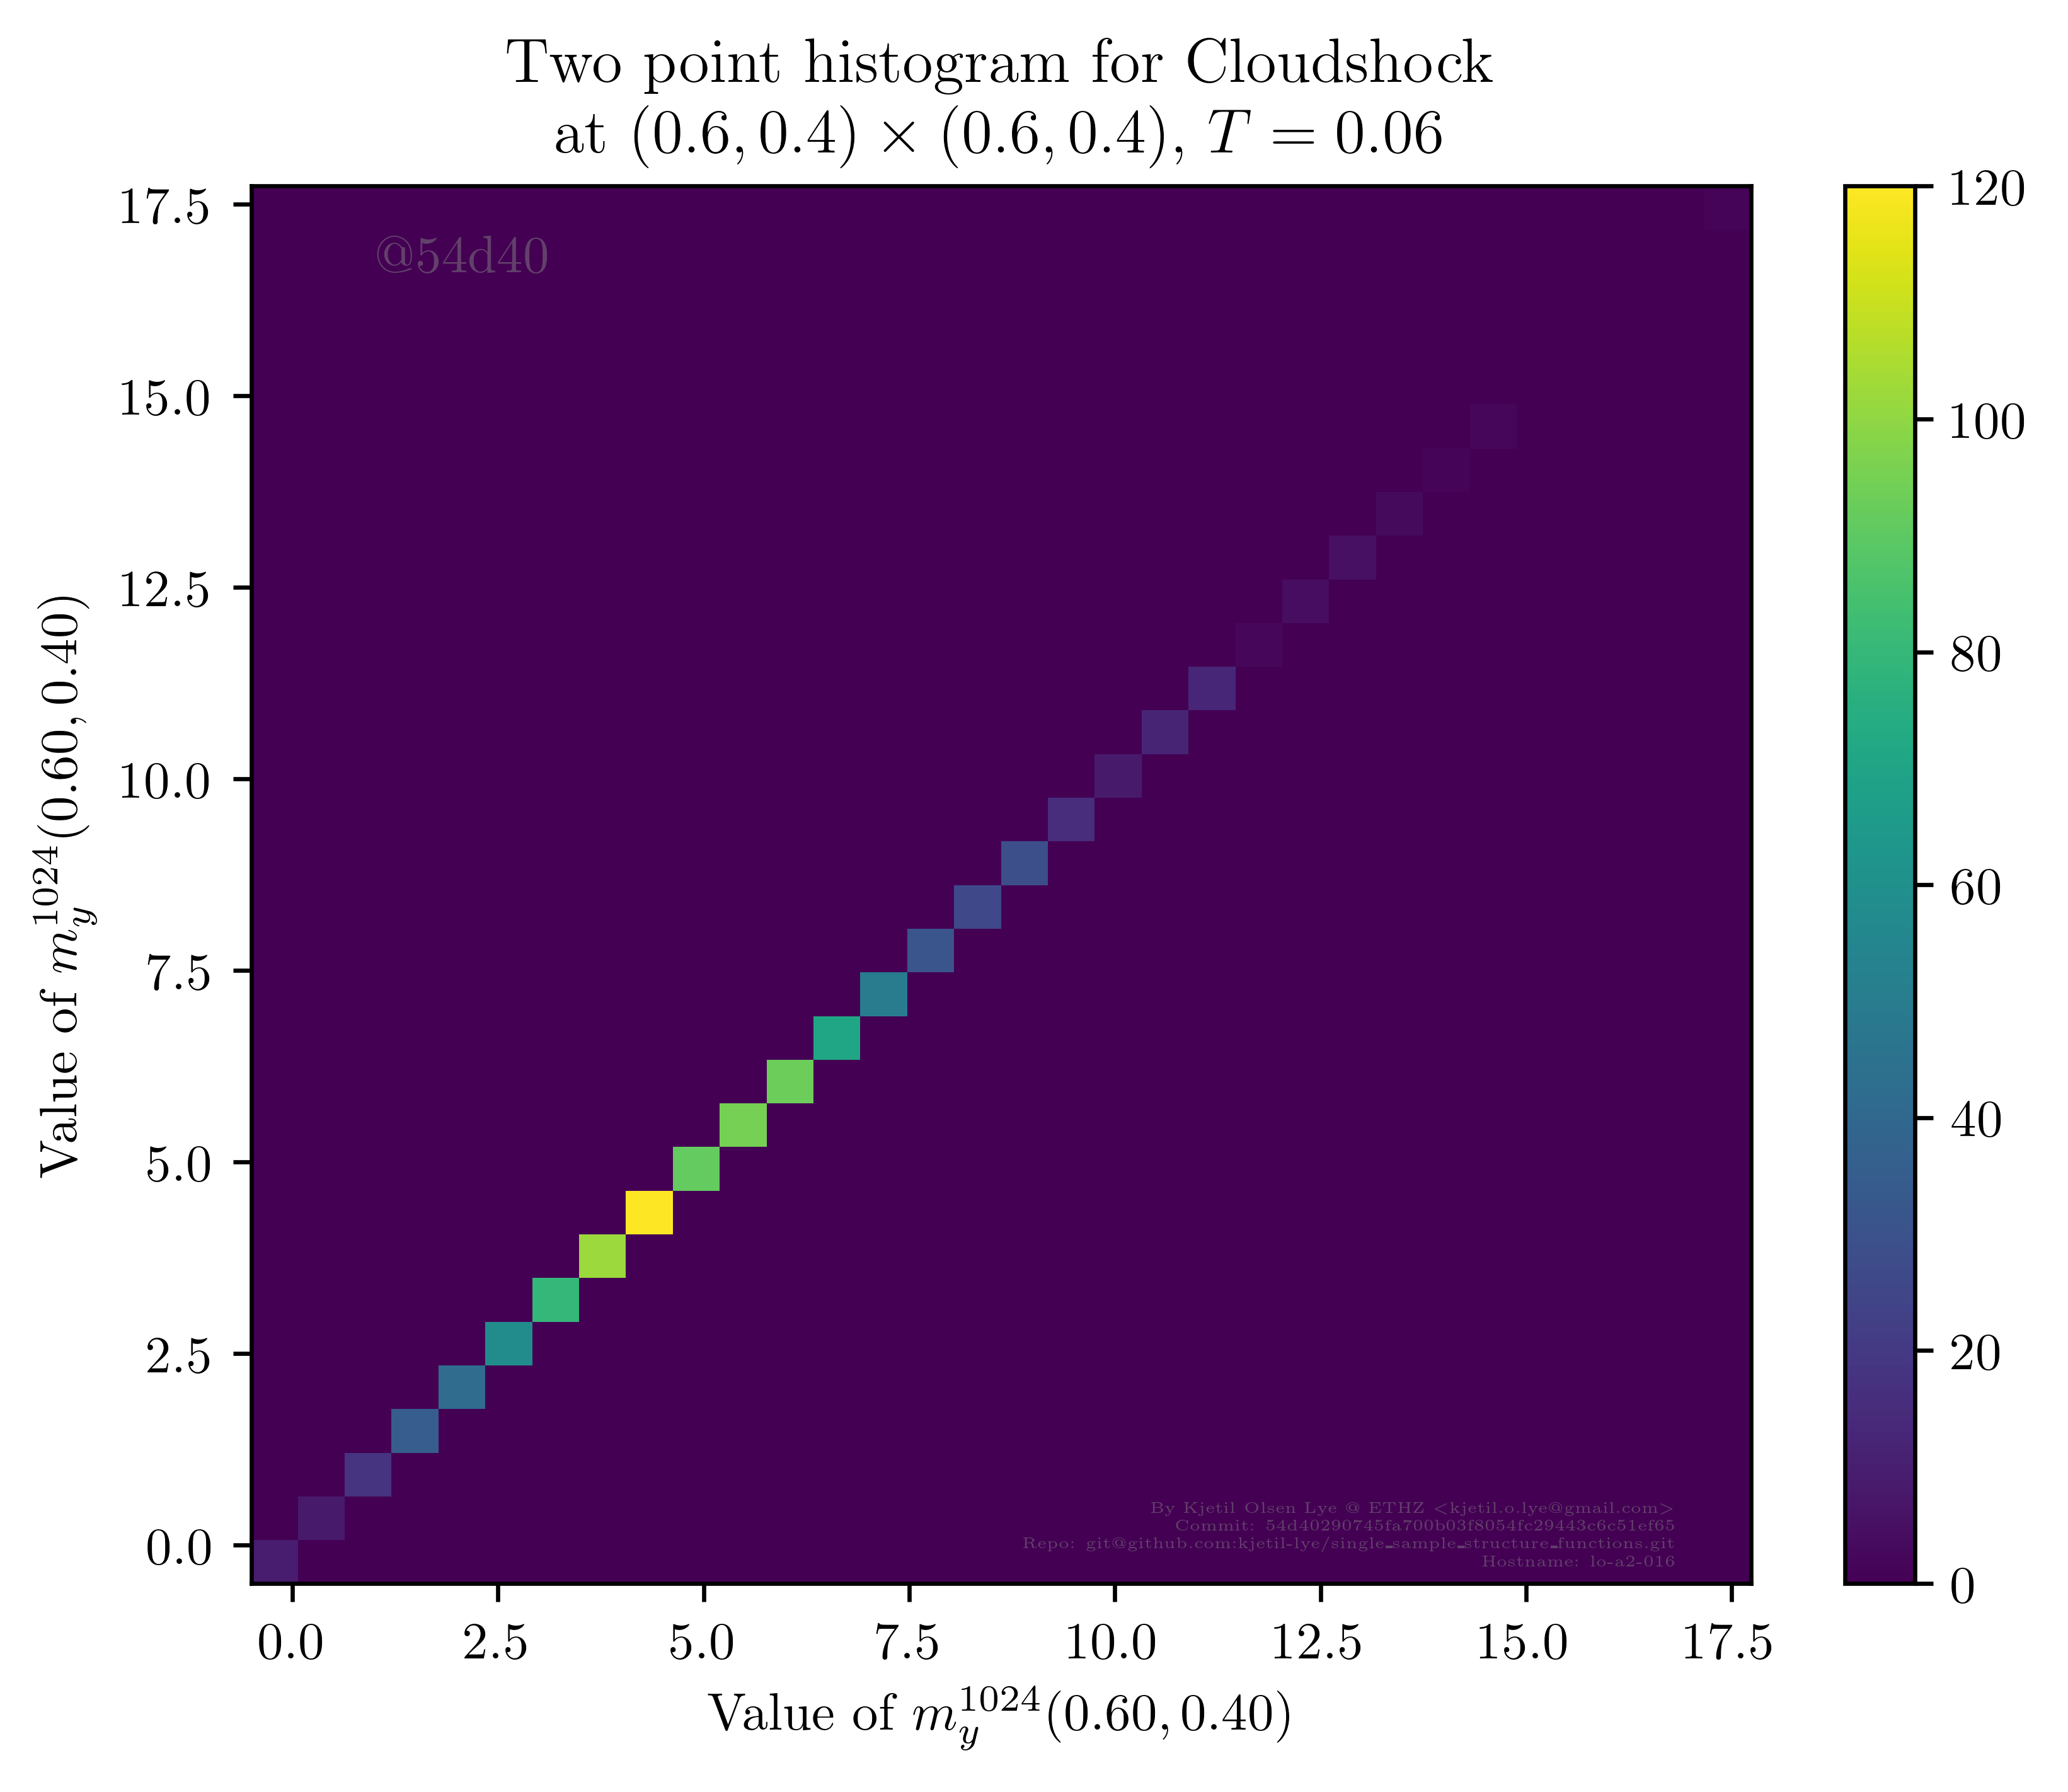 Two point histogram for Cloudshock
at (0.6, 0.4) × (0.6, 0.4), T = 0.06
©54d40
17.5
15.0
12.5
10.0
7.5
5.0
2.5
0.0
Value of m_y^1024(0.60, 0.40)
0.0 2.5 5.0 7.5 10.0 12.5 15.0 17.5
Value of m_y^1024(0.60, 0.40)
120
100
80
60
40
20
0
By Kjetil Olsen Lye @ ETHZ <kjetil.o.lye@gmail.com>
Commit: 54d40290745fa700b03f8054fc29443c6c51ef65
Repo: git@github.com:kjetil-lye/single_sample_structure_functions.git
Hostname: lo-a2-016